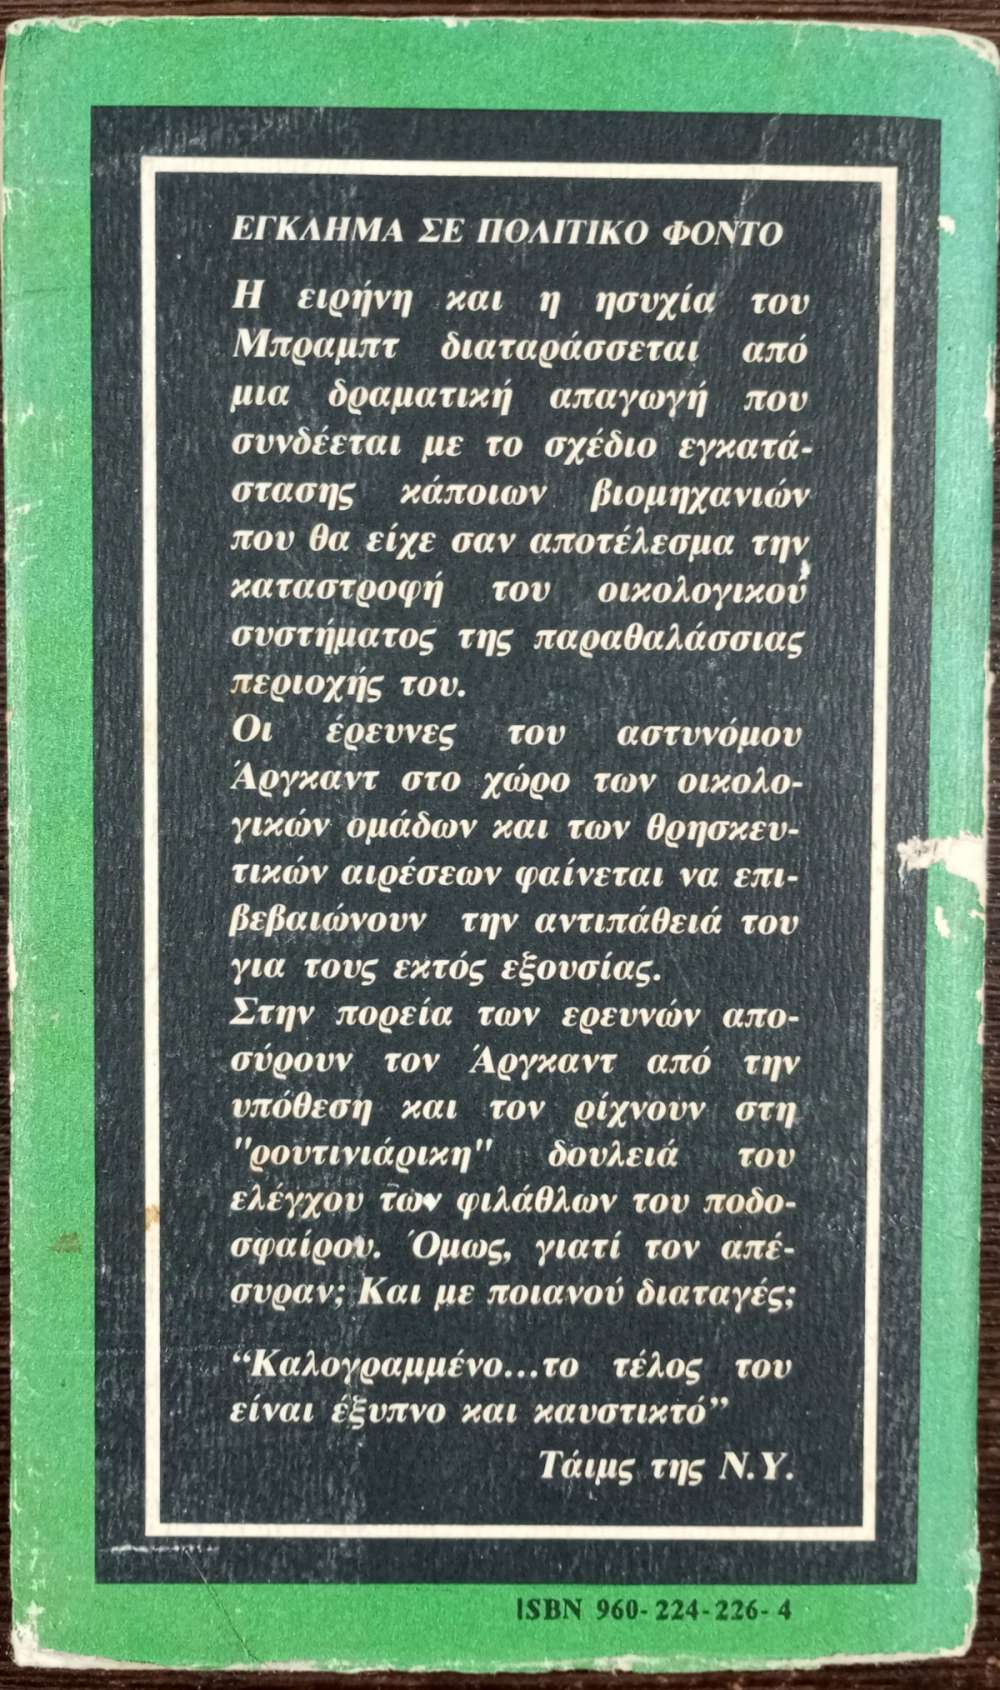 ΕΓΚΛΗΜΑ ΣΕ ΠΟΛΙΤΙΚΟ ΦΟΝΤΟ
Η ειρήνη και η ησυχία του
Μπραμπτ διαταράσσεται από
μια δραματική απαγωγή που
συνδέεται με το σχέδιο εγκατά-
στασης κάποιων βιομηχανιών
που θα είχε σαν αποτέλεσμα την
καταστροφή του οικολογικού
συστήματος της παραθαλάσσιας
περιοχής του.
Οι έρευνες του αστυνόμου
Άργκαντ στο χώρο των οικολο-
γικών ομάδων και των θρησκευ-
τικών αιρέσεων φαίνεται να επι-
βεβαιώνουν την αντιπάθειά του
για τους εκτός εξουσίας.
Στην πορεία των ερευνών απο-
σύρουν τον Άργκαντ από την
υπόθεση και τον ρίχνουν στη
"ρουτινιάρικη" δουλειά του
ελέγχου των φιλάθλων του ποδο-
σφαίρου. Όμως, γιατί τον απέ-
συραν; Και με ποιανού διαταγές;
“Καλογραμμένο...το τέλος του
είναι έξυπνο και καυστικτό”
Τάιμς της Ν.Υ.
ISBN 960-224-226-4